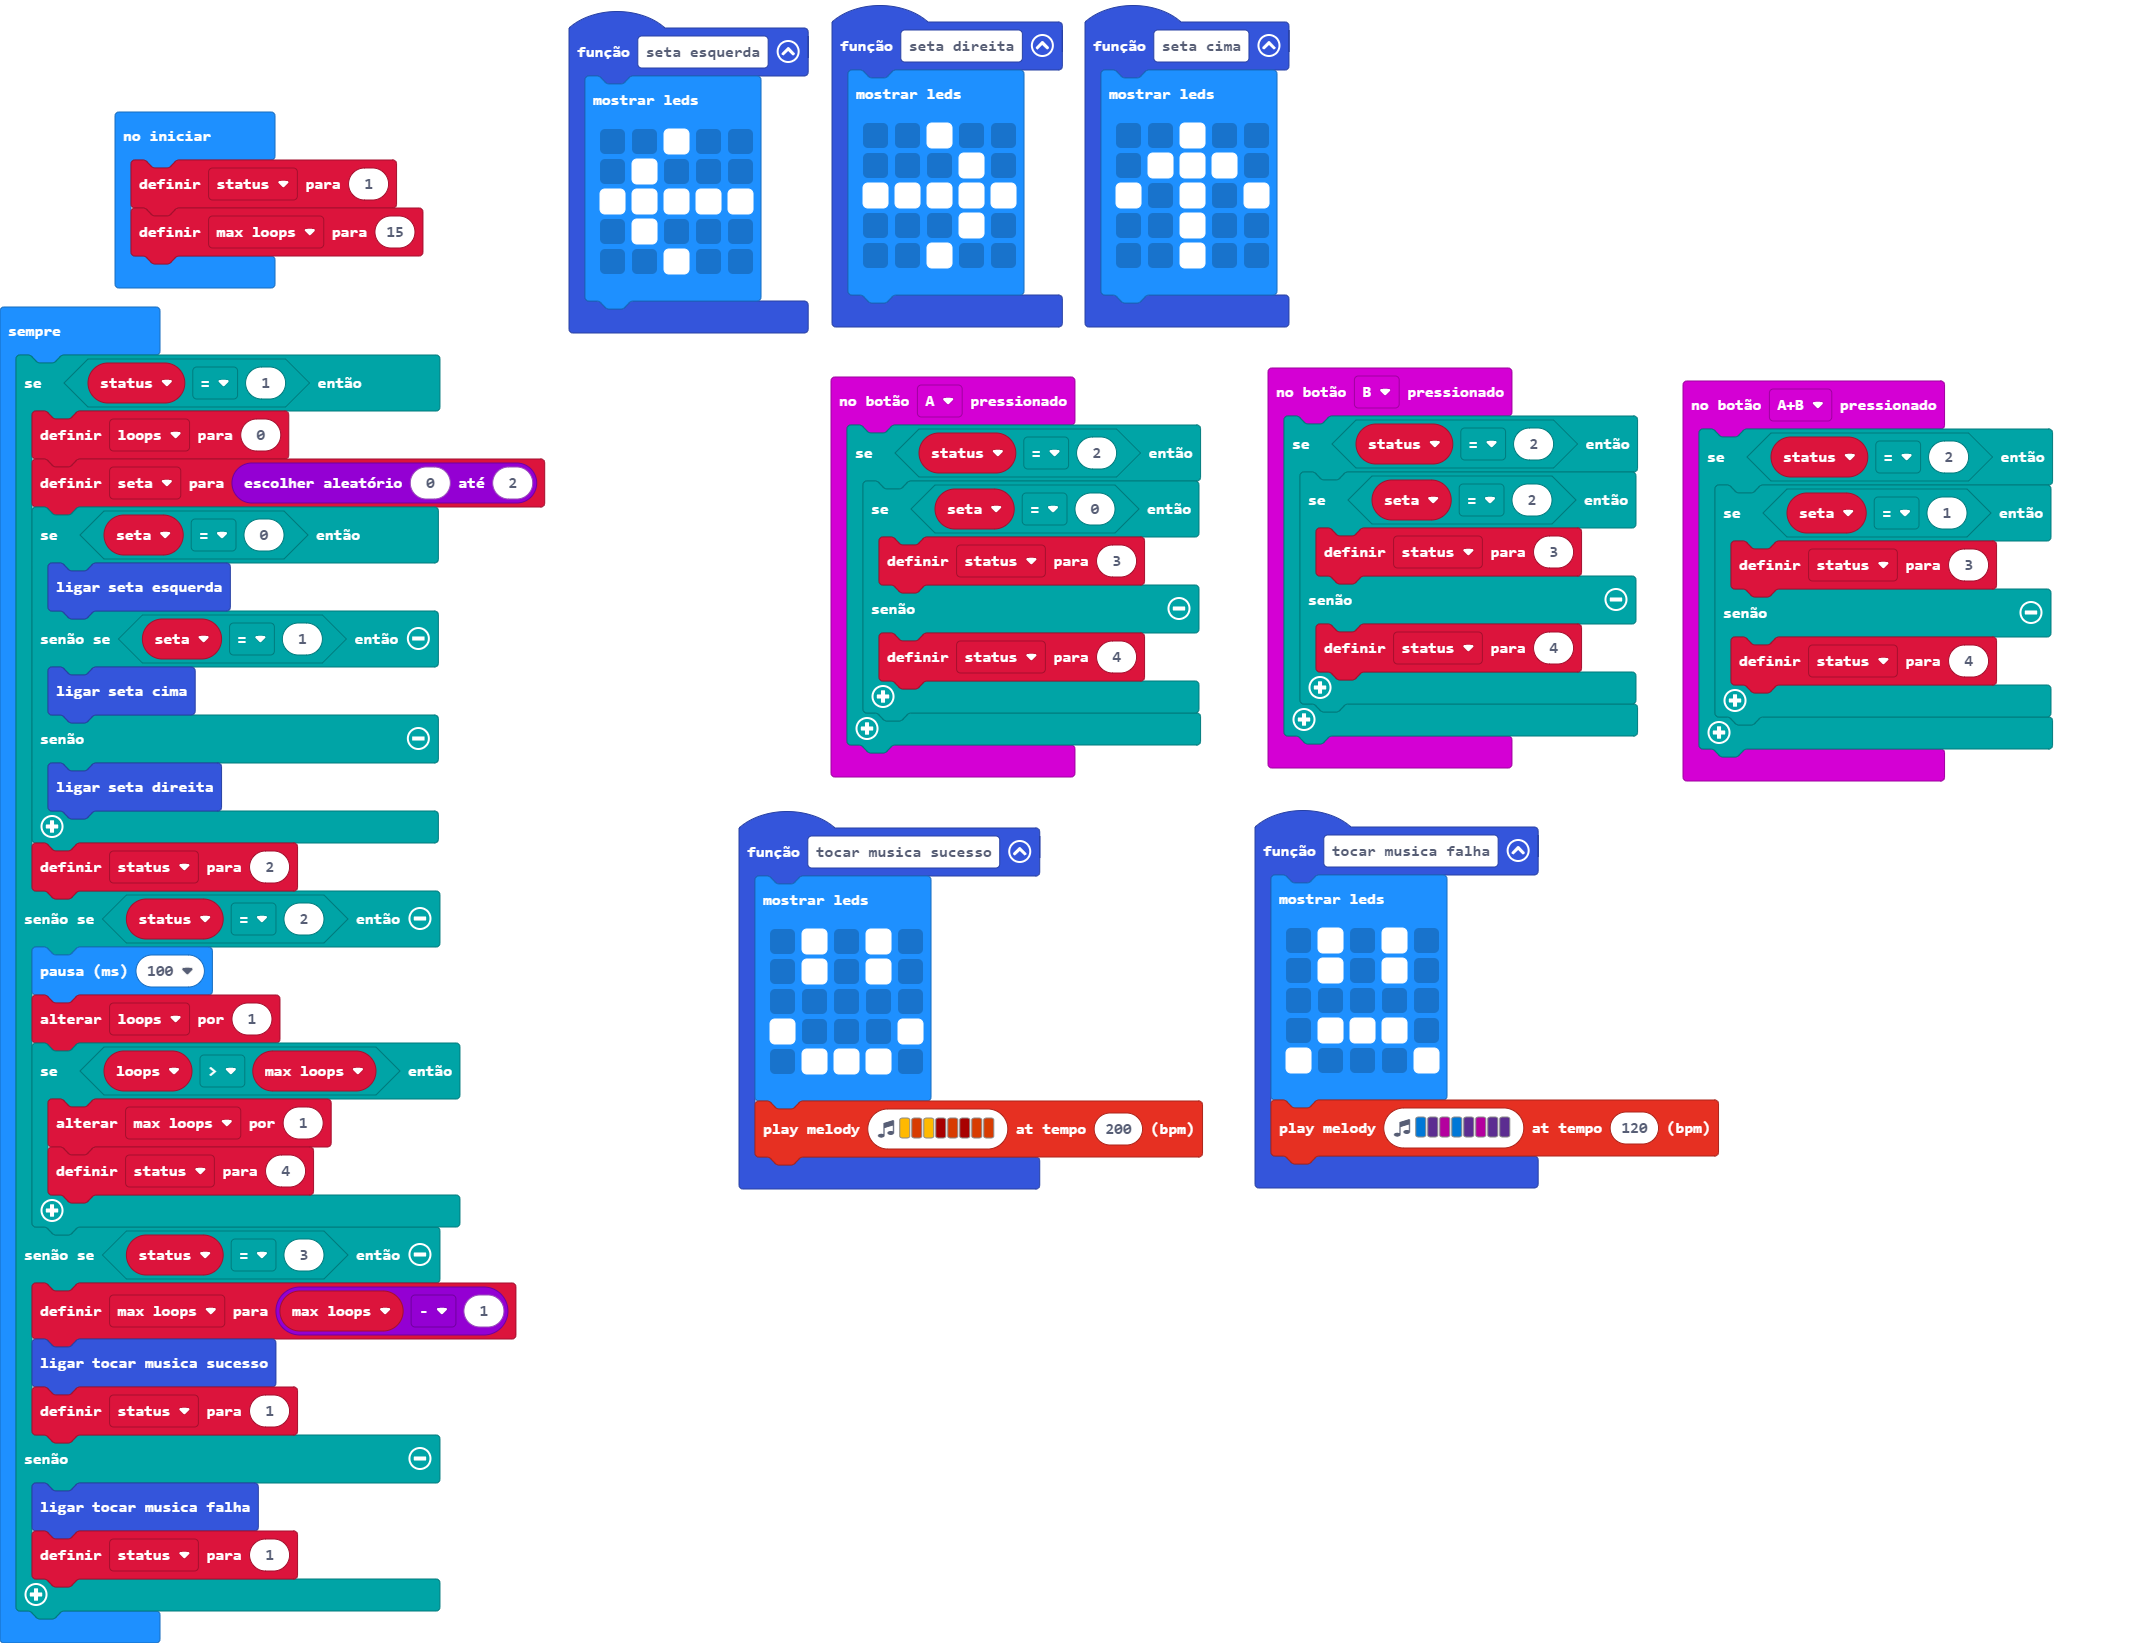 no iniciar
definir status para 1
definir max loops para 15
sempre
se status = 1 então
definir loops para 0
definir seta para escolher aleatório 0 até 2
se seta = 0 então
ligar seta esquerda
senão se seta = 1 então
ligar seta cima
senão
ligar seta direita
definir status para 2
senão se status = 2 então
pausa (ms) 100
alterar loops por 1
se loops > max loops então
alterar max loops por 1
definir status para 4
senão se status = 3 então
definir max loops para max loops - 1
ligar tocar musica sucesso
definir status para 1
senão
ligar tocar musica falha
definir status para 1
função seta esquerda
mostrar leds
função seta direita
mostrar leds
função seta cima
mostrar leds
no botão A pressionado
se status = 2 então
se seta = 0 então
definir status para 3
senão
definir status para 4
no botão B pressionado
se status = 2 então
se seta = 2 então
definir status para 3
senão
definir status para 4
no botão A+B pressionado
se status = 2 então
se seta = 1 então
definir status para 3
senão
definir status para 4
função tocar musica sucesso
mostrar leds
play melody at tempo 200 (bpm)
função tocar musica falha
mostrar leds
play melody at tempo 120 (bpm)